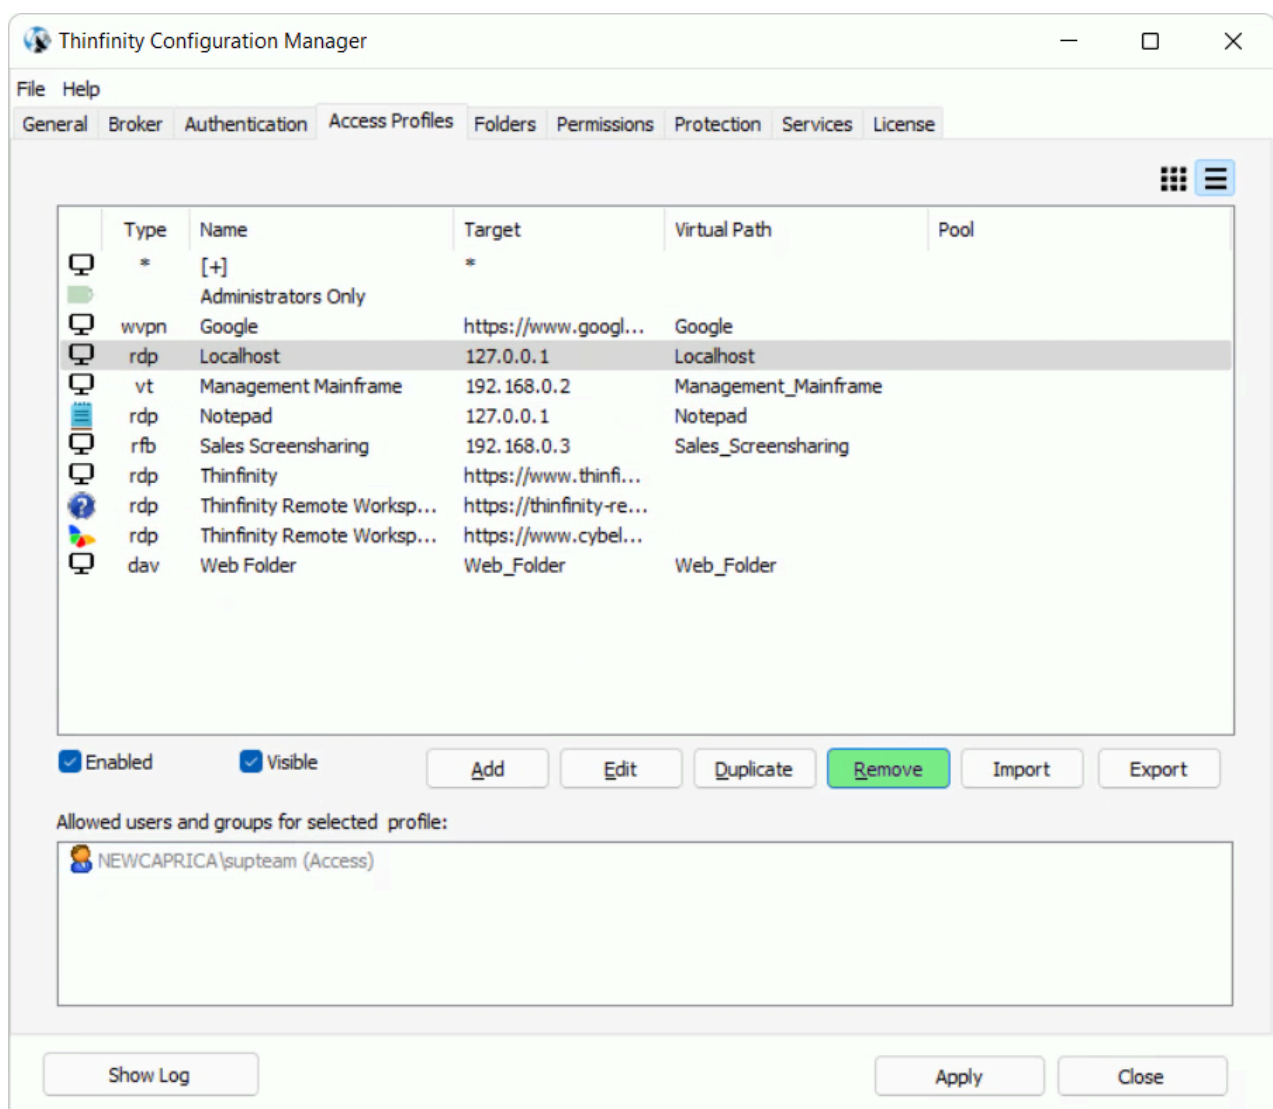 Thinfinity Configuration Manager
File Help
General Broker Authentication Access Profiles Folders Permissions Protection Services License
Type Name Target Virtual Path Pool
* [+] *
Administrators Only
wvpn Google https://www.googl... Google
rdp Localhost 127.0.0.1 Localhost
vt Management Mainframe 192.168.0.2 Management_Mainframe
rdp Notepad 127.0.0.1 Notepad
rfb Sales Screensharing 192.168.0.3 Sales_Screensharing
rdp Thinfinity https://www.thinfi...
rdp Thinfinity Remote Worksp... https://thinfinity-re...
rdp Thinfinity Remote Worksp... https://www.cybel...
dav Web Folder Web_Folder Web_Folder
Enabled Visible Add Edit Duplicate Remove Import Export
Allowed users and groups for selected profile:
NEWCAPRICA\supteam (Access)
Show Log Apply Close